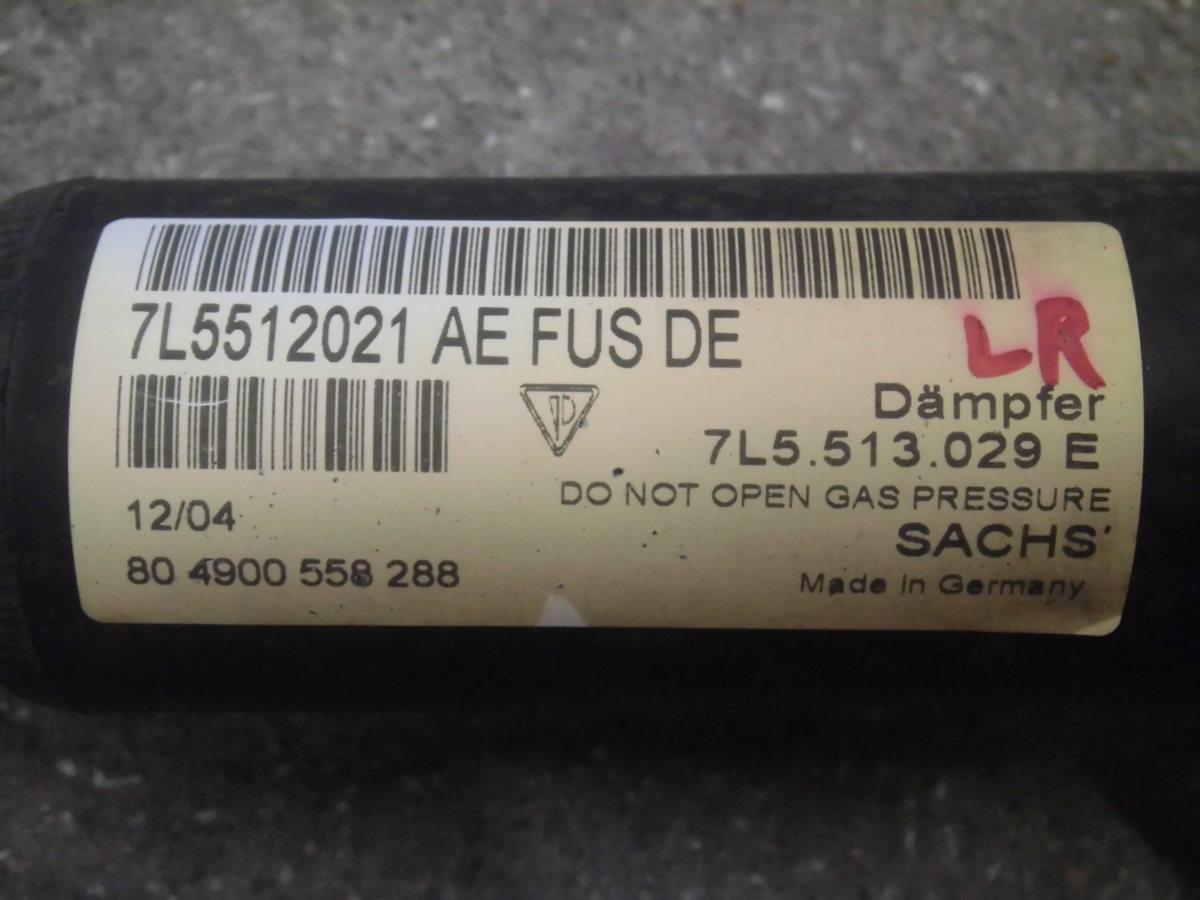 7L5512021 AE FUS DE
LR
Dämpfer
7L5.513.029 E
DO NOT OPEN GAS PRESSURE
12/04
SACHS
80 4900 558 288
Made in Germany